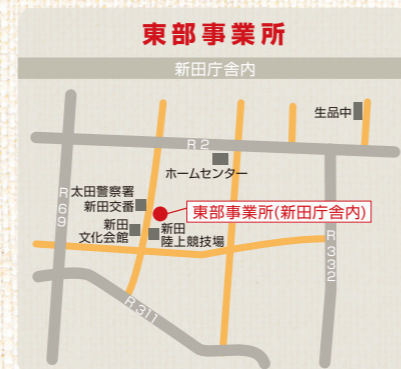 東部事業所
新田庁舎内
生品中
R2
ホームセンター
太田警察署
新田交番
R69
東部事業所(新田庁舎内)
新田
文化会館
新田
陸上競技場
R332
R311